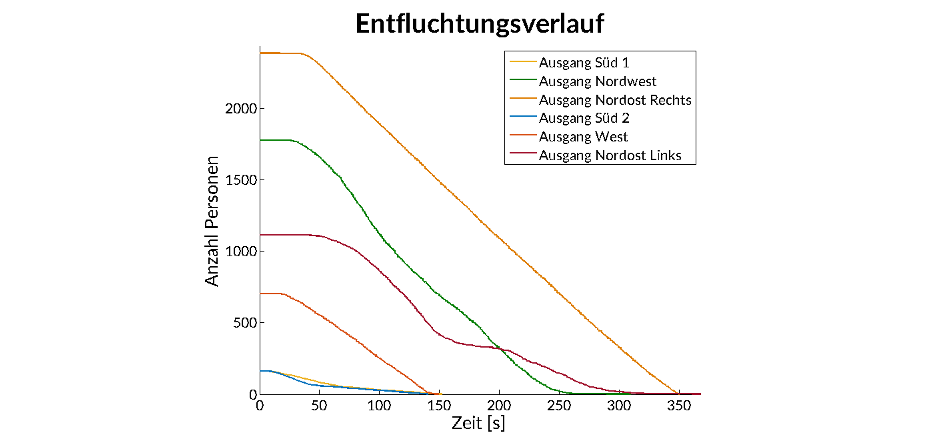 Entfluchtungsverlauf
Ausgang Süd 1
Ausgang Nordwest
Ausgang Nordost Rechts
Ausgang Süd 2
Ausgang West
Ausgang Nordost Links
Anzahl Personen
2000
1500
1000
500
0
0 50 100 150 200 250 300 350
Zeit [s]